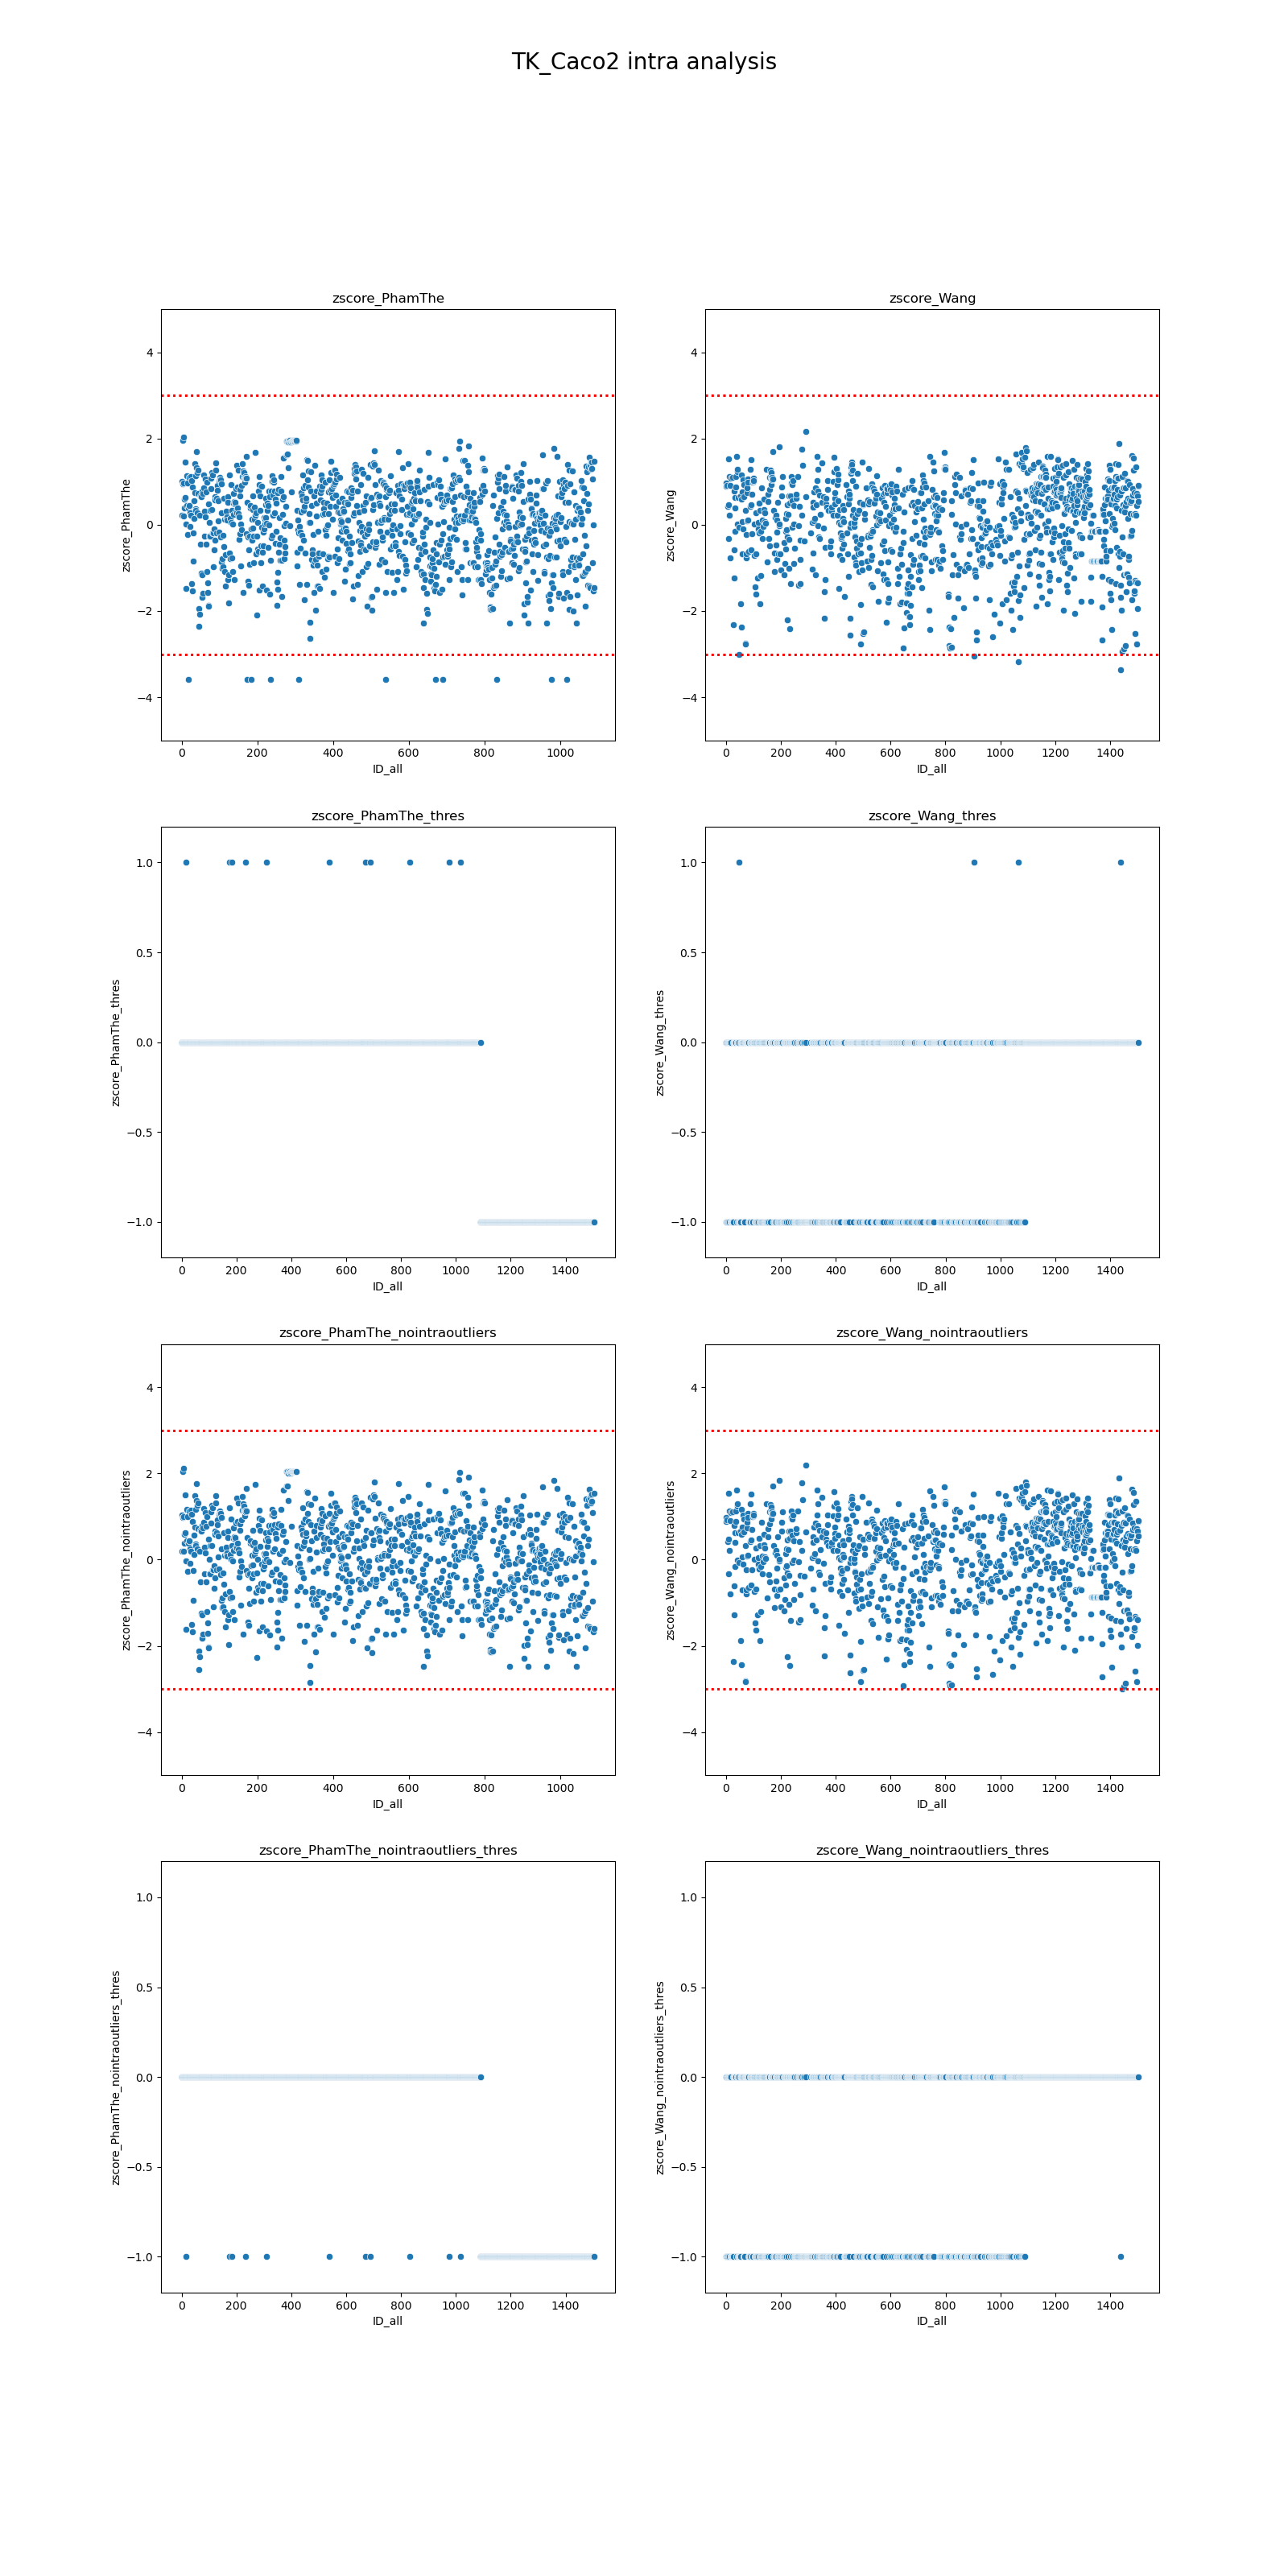 TK_Caco2 intra analysis
zscore_PhamThe
zscore_PhamThe
4
2
0
−2
−4
0 200 400 600 800 1000
ID_all
zscore_Wang
zscore_Wang
4
2
0
−2
−4
0 200 400 600 800 1000 1200 1400
ID_all
zscore_PhamThe_thres
zscore_PhamThe_thres
1.0
0.5
0.0
−0.5
−1.0
0 200 400 600 800 1000 1200 1400
ID_all
zscore_Wang_thres
zscore_Wang_thres
1.0
0.5
0.0
−0.5
−1.0
0 200 400 600 800 1000 1200 1400
ID_all
zscore_PhamThe_nointraoutliers
zscore_PhamThe_nointraoutliers
4
2
0
−2
−4
0 200 400 600 800 1000
ID_all
zscore_Wang_nointraoutliers
zscore_Wang_nointraoutliers
4
2
0
−2
−4
0 200 400 600 800 1000 1200 1400
ID_all
zscore_PhamThe_nointraoutliers_thres
zscore_PhamThe_nointraoutliers_thres
1.0
0.5
0.0
−0.5
−1.0
0 200 400 600 800 1000 1200 1400
ID_all
zscore_Wang_nointraoutliers_thres
zscore_Wang_nointraoutliers_thres
1.0
0.5
0.0
−0.5
−1.0
0 200 400 600 800 1000 1200 1400
ID_all